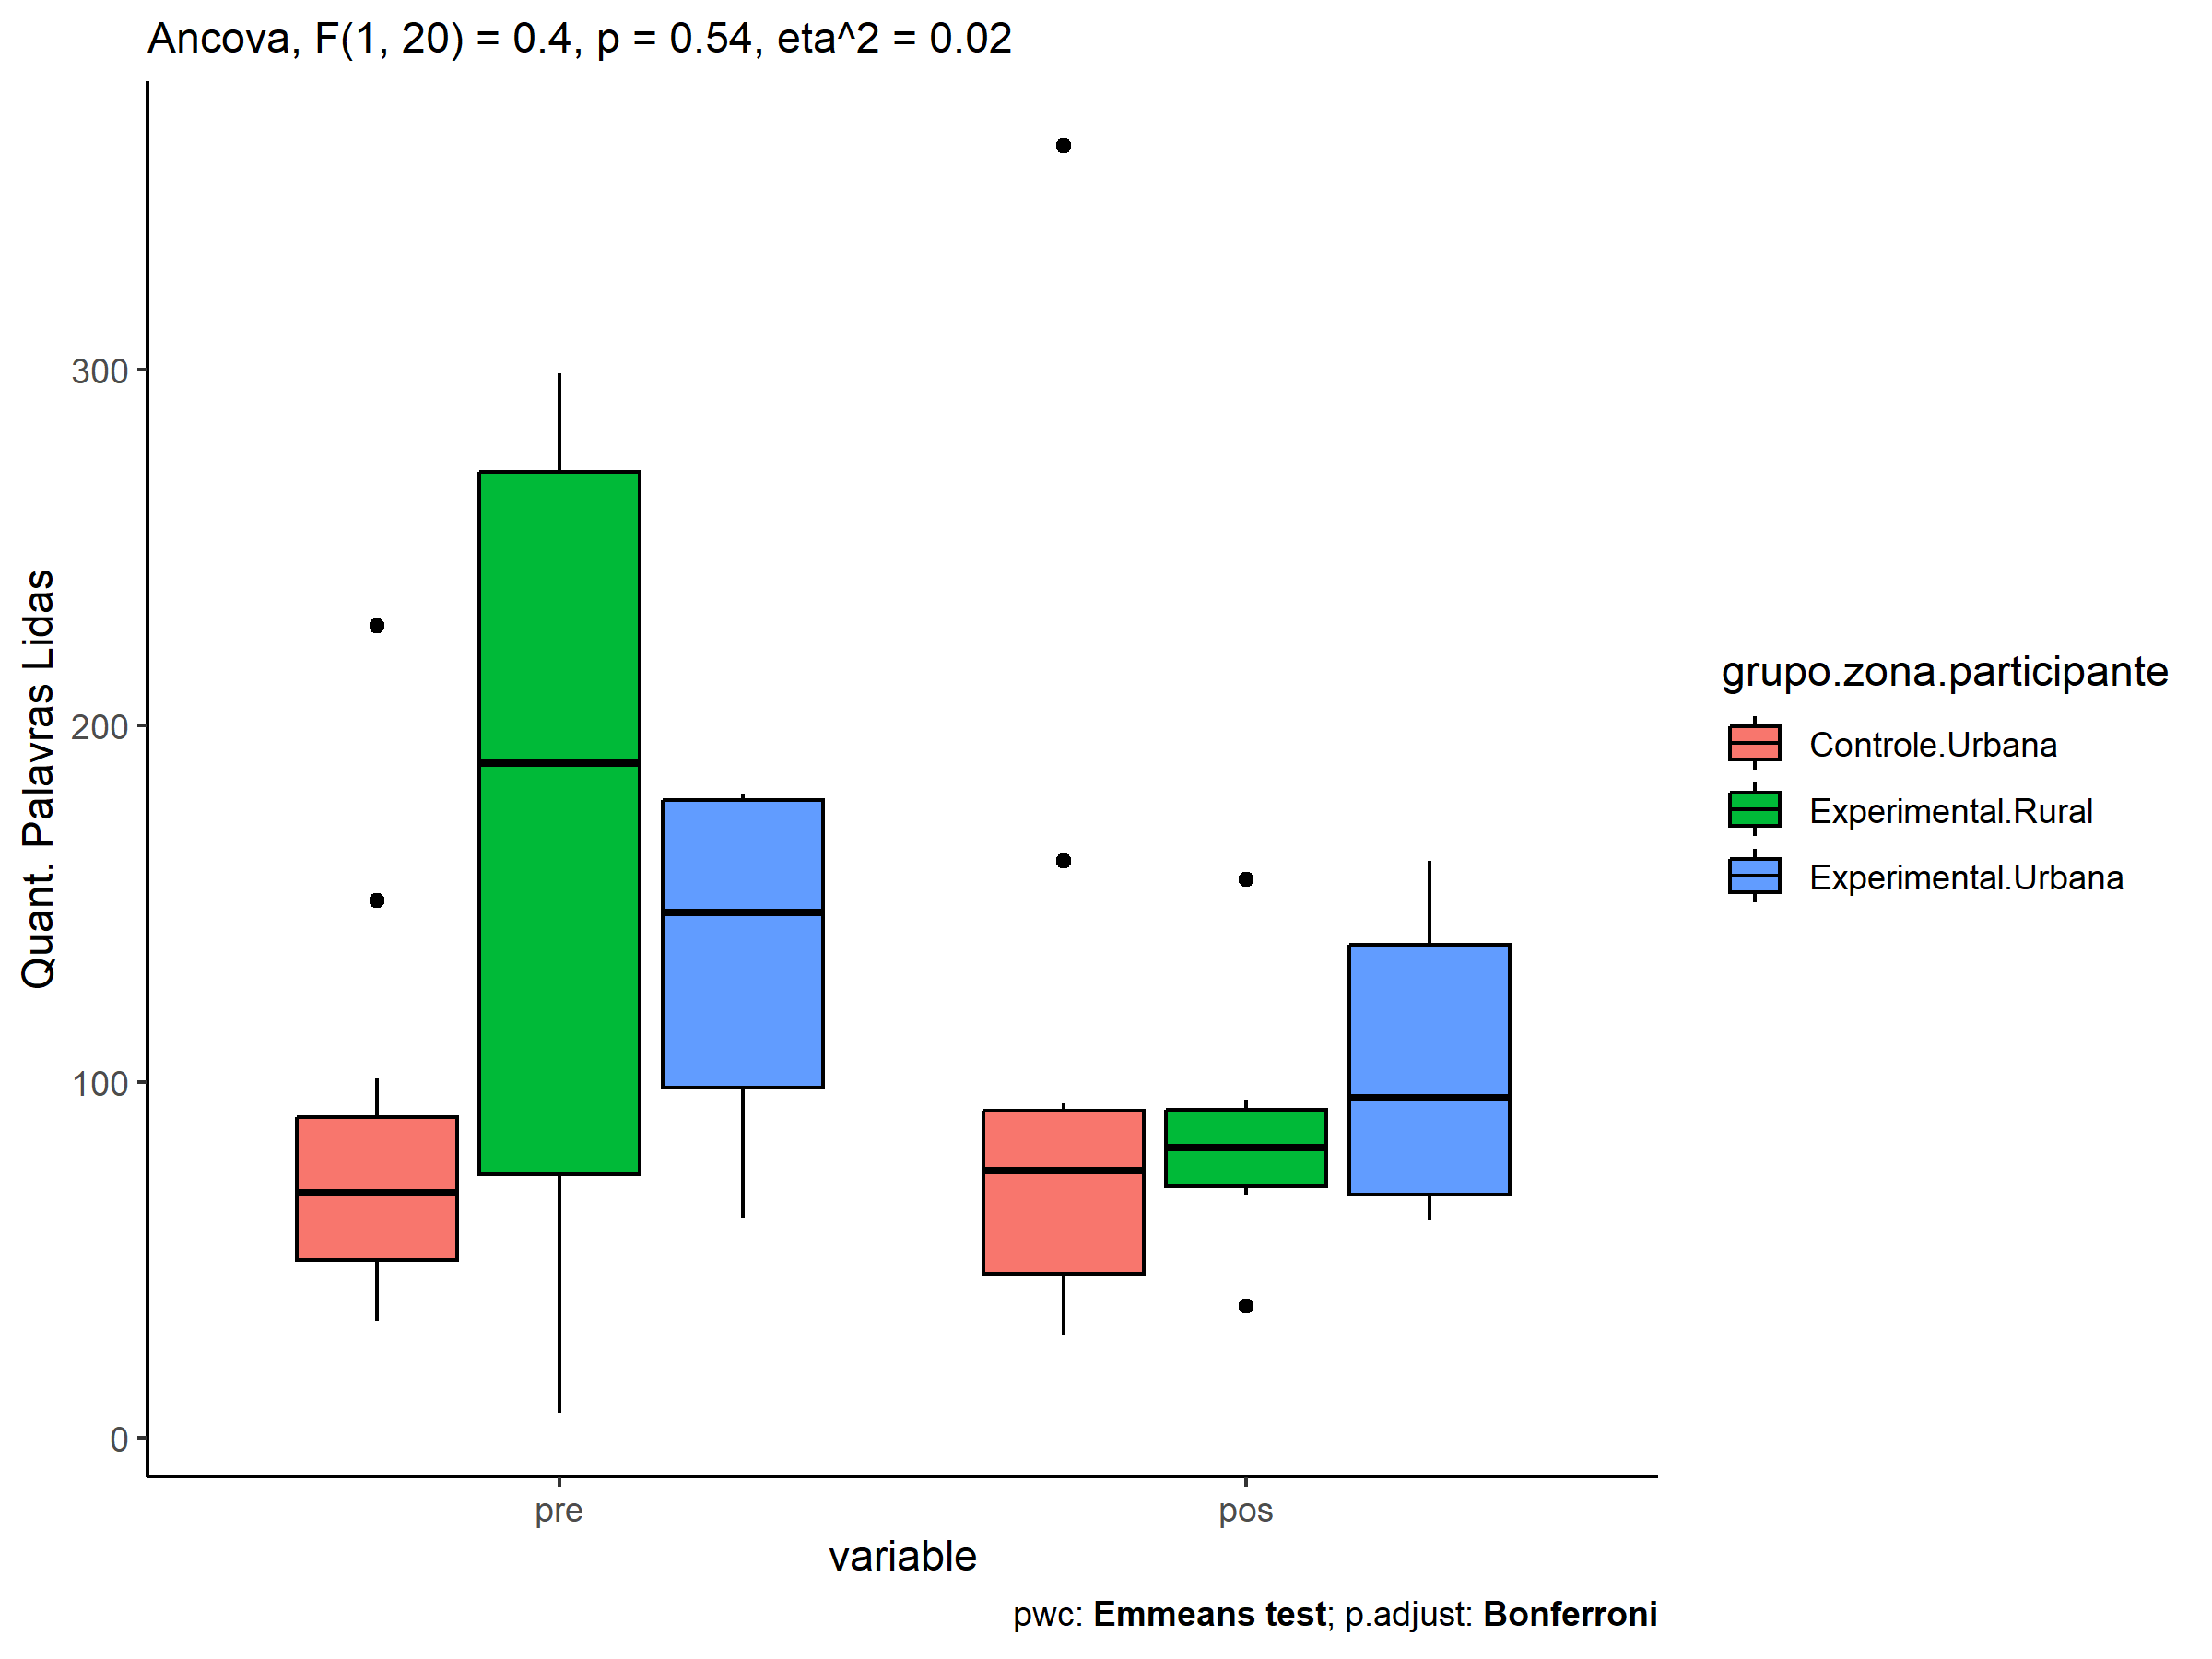 Ancova, F(1, 20) = 0.4, p = 0.54, eta^2 = 0.02
Quant. Palavras Lidas
300
200
100
0
pre
pos
variable
grupo.zona.participante
Controle.Urbana
Experimental.Rural
Experimental.Urbana
pwc: Emmeans test; p.adjust: Bonferroni